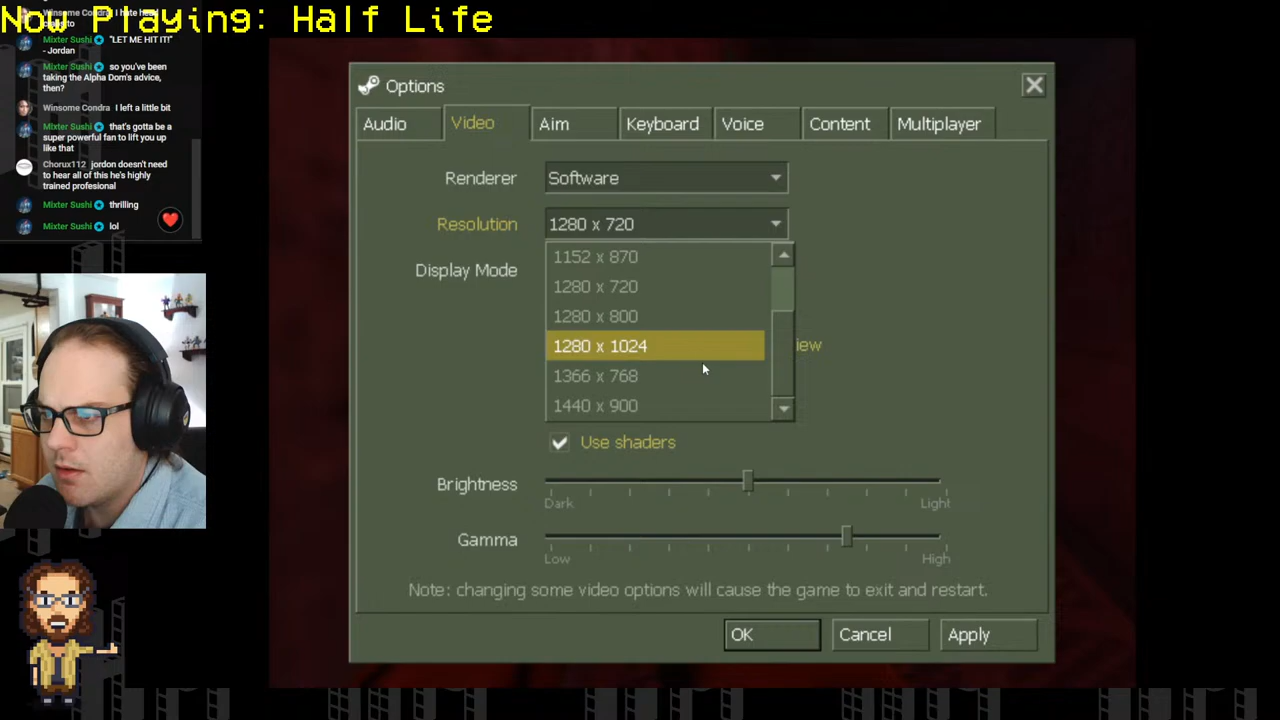 Now Playing: Half Life
Winsome Condra I hate
Mixter Sushi "LET ME HIT IT!"
- Jordan
Mixter Sushi so you've been
taking the Alpha Dom's advice,
then?
Winsome Condra I left a little bit
Mixter Sushi that's gotta be a
super powerful fan to lift you up
like that
Chorux112 jordon doesn't need
to hear all of this he's highly
trained profesional
Mixter Sushi thrilling
Mixter Sushi lol
Options
Audio Video Aim Keyboard Voice Content Multiplayer
Renderer Software
Resolution 1280 x 720
Display Mode
1152 x 870
1280 x 720
1280 x 800
1280 x 1024
iew
1366 x 768
1440 x 900
Use shaders
Brightness
Dark Light
Gamma
Low High
Note: changing some video options will cause the game to exit and restart.
OK Cancel Apply